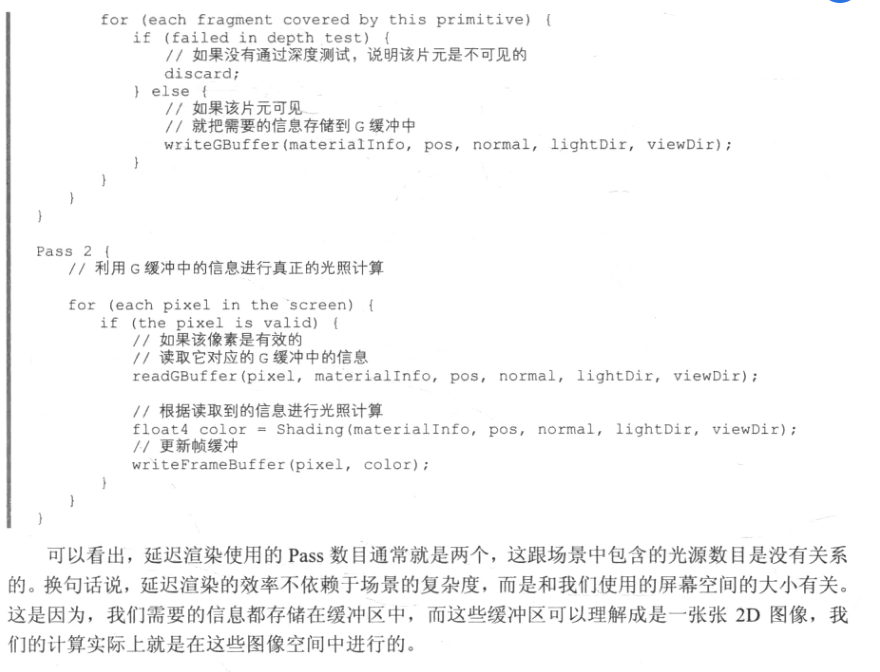 for (each fragment covered by this primitive) {
if (failed in depth test) {
// 如果没有通过深度测试，说明该片元是不可见的
discard;
} else {
// 如果该片元可见
// 就把需要的信息存储到 G 缓冲中
writeGBuffer(materialInfo, pos, normal, lightDir, viewDir);
}
}
}
}
Pass 2 {
// 利用 G 缓冲中的信息进行真正的光照计算
for (each pixel in the screen) {
if (the pixel is valid) {
// 如果该像素是有效的
// 读取它对应的 G 缓冲中的信息
readGBuffer(pixel, materialInfo, pos, normal, lightDir, viewDir);
// 根据读取到的信息进行光照计算
float4 color = Shading(materialInfo, pos, normal, lightDir, viewDir);
// 更新帧缓冲
writeFrameBuffer(pixel, color);
}
}
}
可以看出，延迟渲染使用的 Pass 数目通常就是两个，这跟场景中包含的光源数目是没有关系
的。换句话说，延迟渲染的效率不依赖于场景的复杂度，而是和我们使用的屏幕空间的大小有关。
这是因为，我们需要的信息都存储在缓冲区中，而这些缓冲区可以理解成是一张张 2D 图像，我
们的计算实际上就是在这些图像空间中进行的。